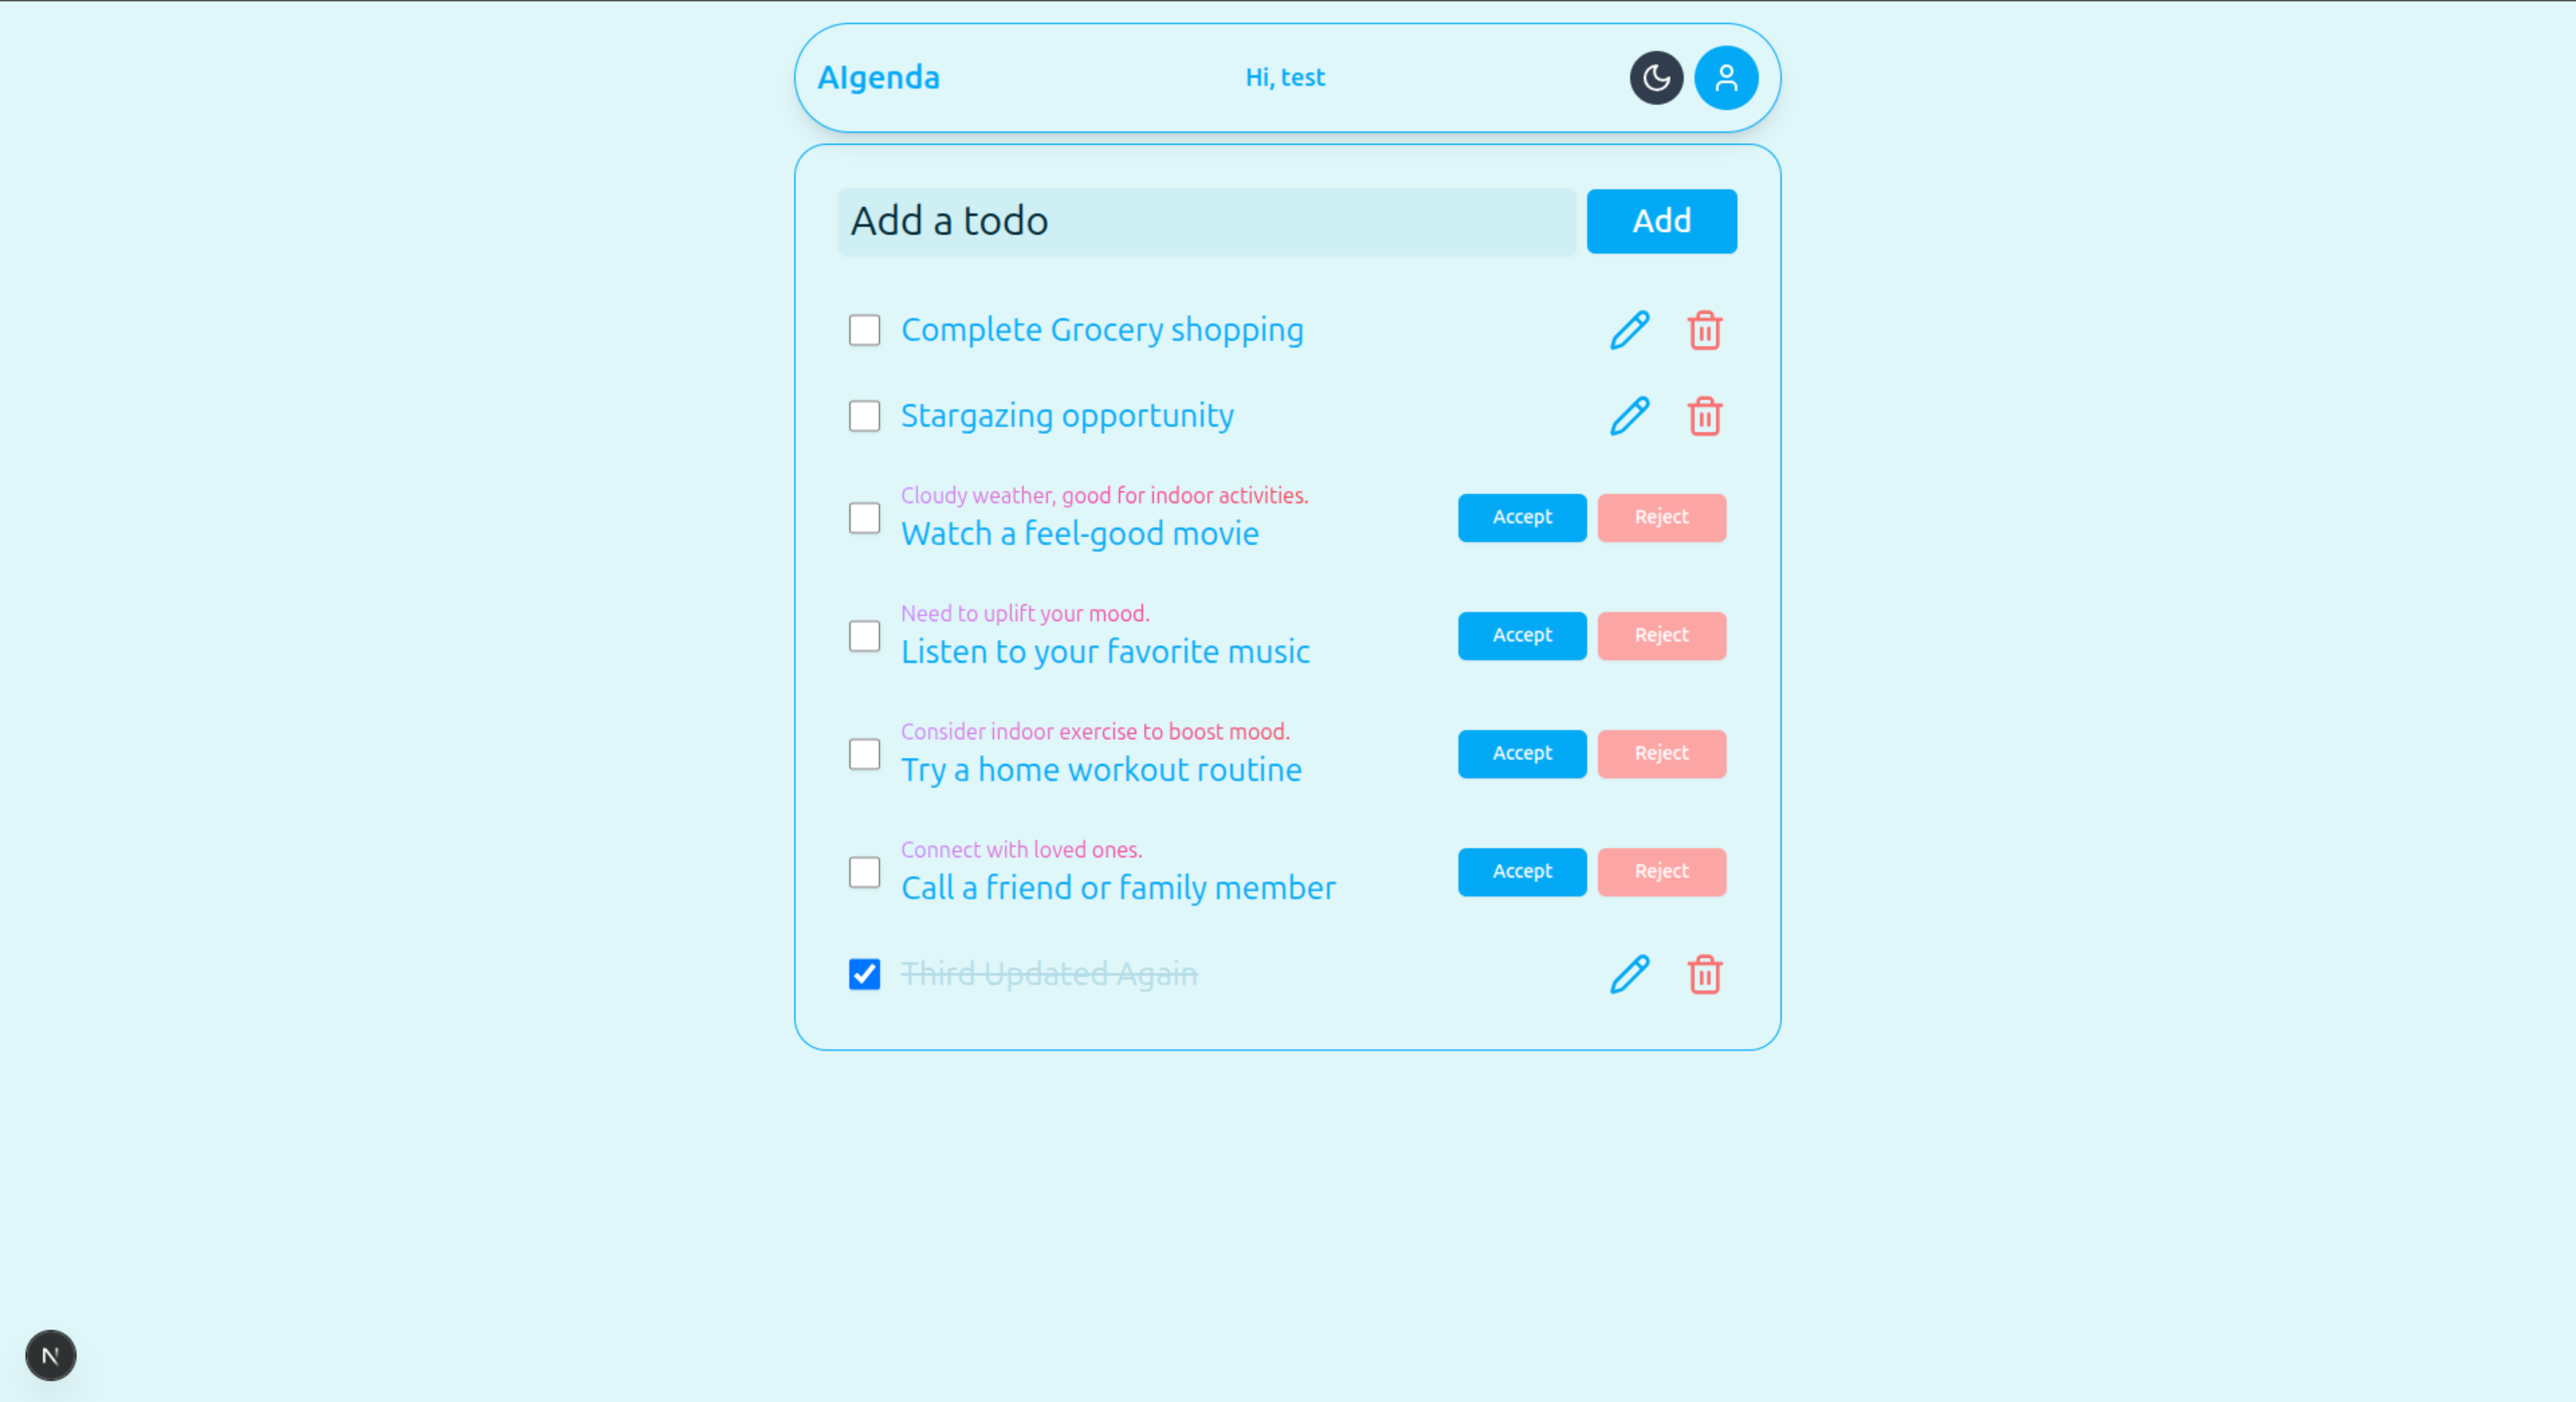 AIgenda
Hi, test
Add a todo
Add
Complete Grocery shopping
Stargazing opportunity
Cloudy weather, good for indoor activities.
Watch a feel-good movie
Accept
Reject
Need to uplift your mood.
Listen to your favorite music
Accept
Reject
Consider indoor exercise to boost mood.
Try a home workout routine
Accept
Reject
Connect with loved ones.
Call a friend or family member
Accept
Reject
Third Updated Again
N